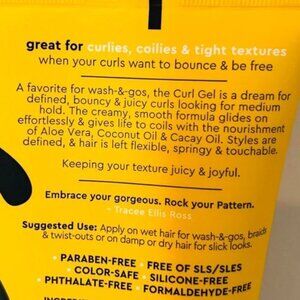 great for curlies, coilies & tight textures
when your curls want to bounce & be free
A favorite for wash-&-gos, the Curl Gel is a dream for
defined, bouncy & juicy curls looking for medium
hold. The creamy, smooth formula glides on
effortlessly & gives life to coils with the nourishment
of Aloe Vera, Coconut Oil & Cacay Oil. Styles are
defined, & hair is left flexible, springy & touchable.
Keeping your texture juicy & joyful.
Embrace your gorgeous. Rock your Pattern.
- Tracee Ellis Ross
Suggested Use: Apply on wet hair for wash-&-gos, braids
& twist-outs or on damp or dry hair for slick looks.
• PARABEN-FREE • FREE OF SLS/SLES
• COLOR-SAFE • SILICONE-FREE
• PHTHALATE-FREE • FORMALDEHYDE-FREE